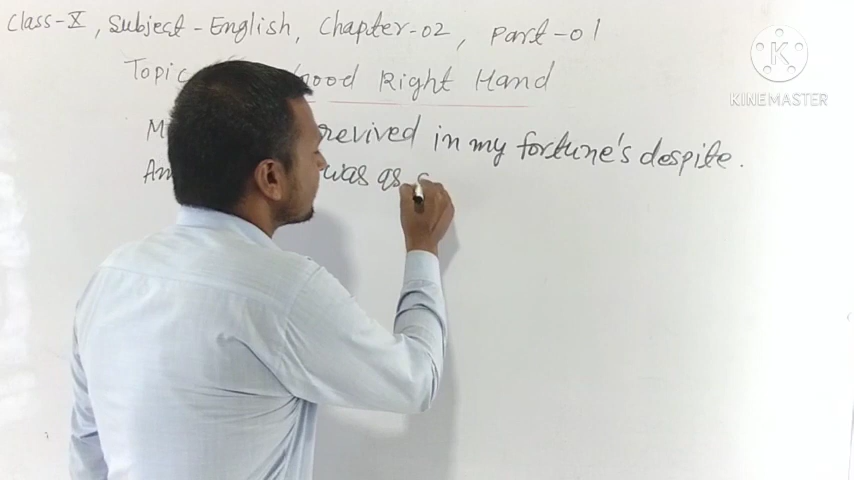 Class-X, Subject-English, Chapter-02, Part-01
Topic Good Right Hand
revived in my fortune's despite.
was as
K
KINEMASTER